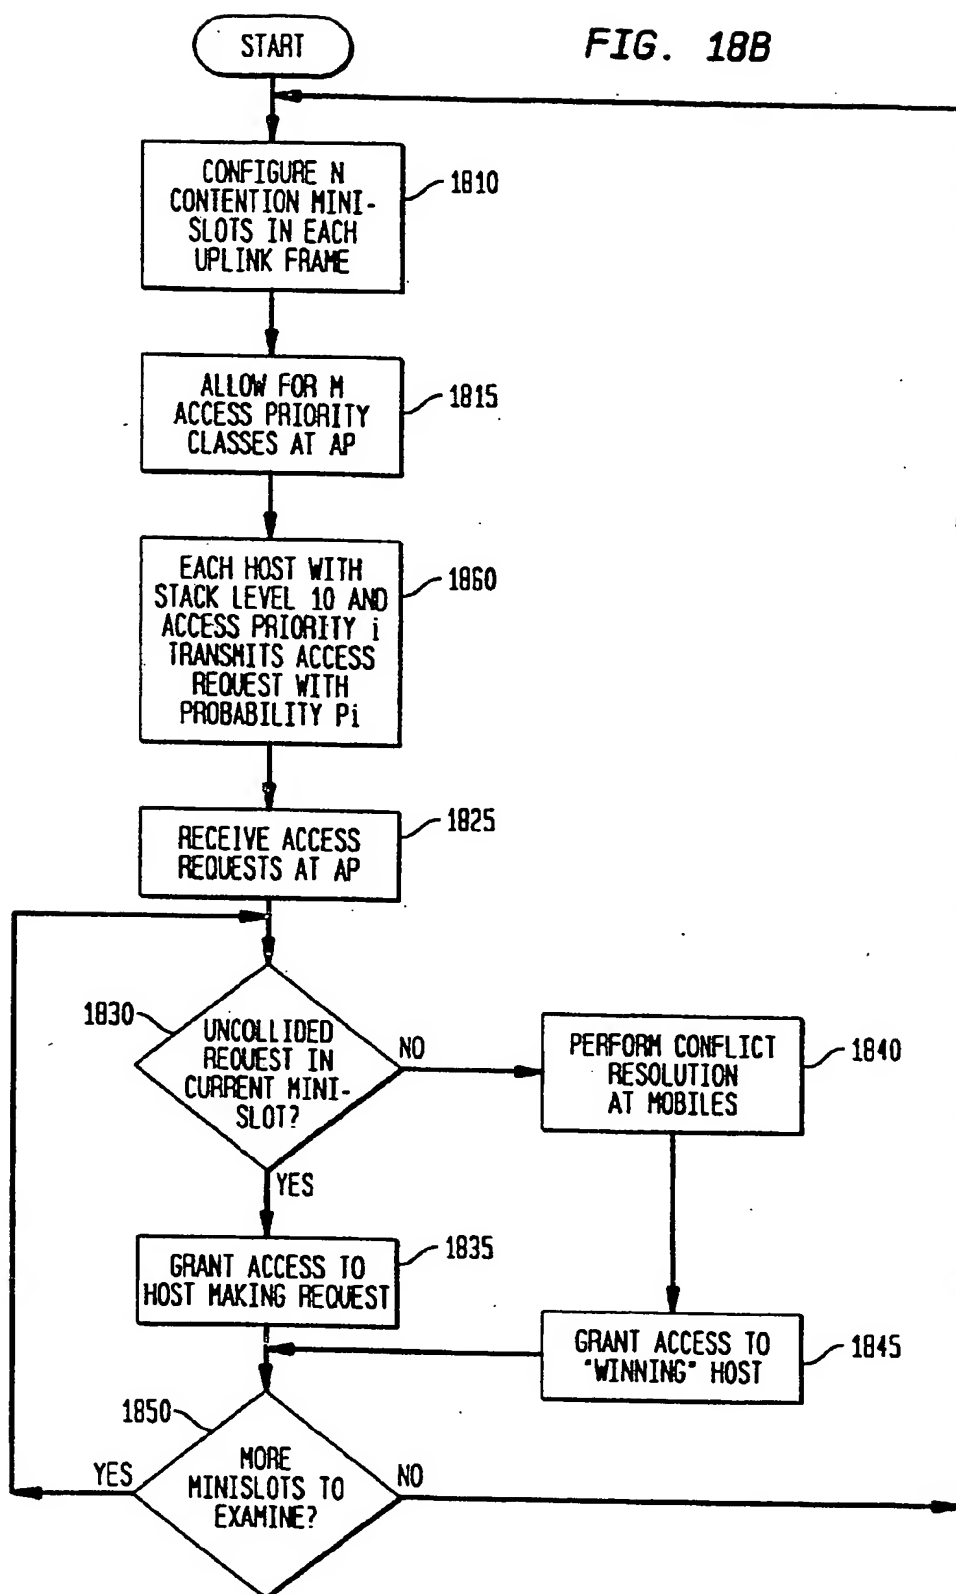 START
FIG. 18B
CONFIGURE N
CONTENTION MINI-
SLOTS IN EACH
UPLINK FRAME
1810
ALLOW FOR M
ACCESS PRIORITY
CLASSES AT AP
1815
EACH HOST WITH
STACK LEVEL 10 AND
ACCESS PRIORITY i
TRANSMITS ACCESS
REQUEST WITH
PROBABILITY Pi
1860
RECEIVE ACCESS
REQUESTS AT AP
1825
1830
UNCOLLIDED
REQUEST IN
CURRENT MINI-
SLOT?
NO
YES
PERFORM CONFLICT
RESOLUTION
AT MOBILES
1840
GRANT ACCESS TO
HOST MAKING REQUEST
1835
GRANT ACCESS TO
"WINNING" HOST
1845
1850
MORE
MINISLOTS TO
EXAMINE?
YES
NO